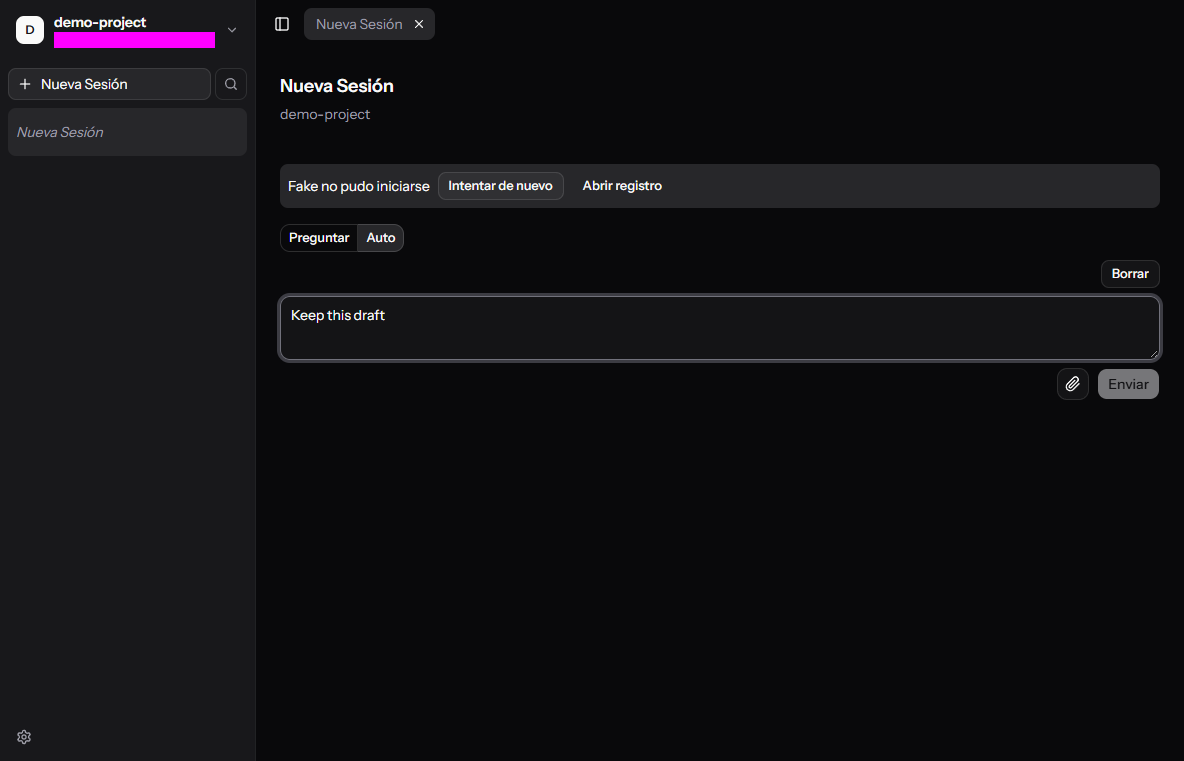 D
demo-project
Nueva Sesión
Nueva Sesión
Nueva Sesión
Nueva Sesión
demo-project
Fake no pudo iniciarse Intentar de nuevo Abrir registro
Preguntar Auto
Borrar
Keep this draft
Enviar